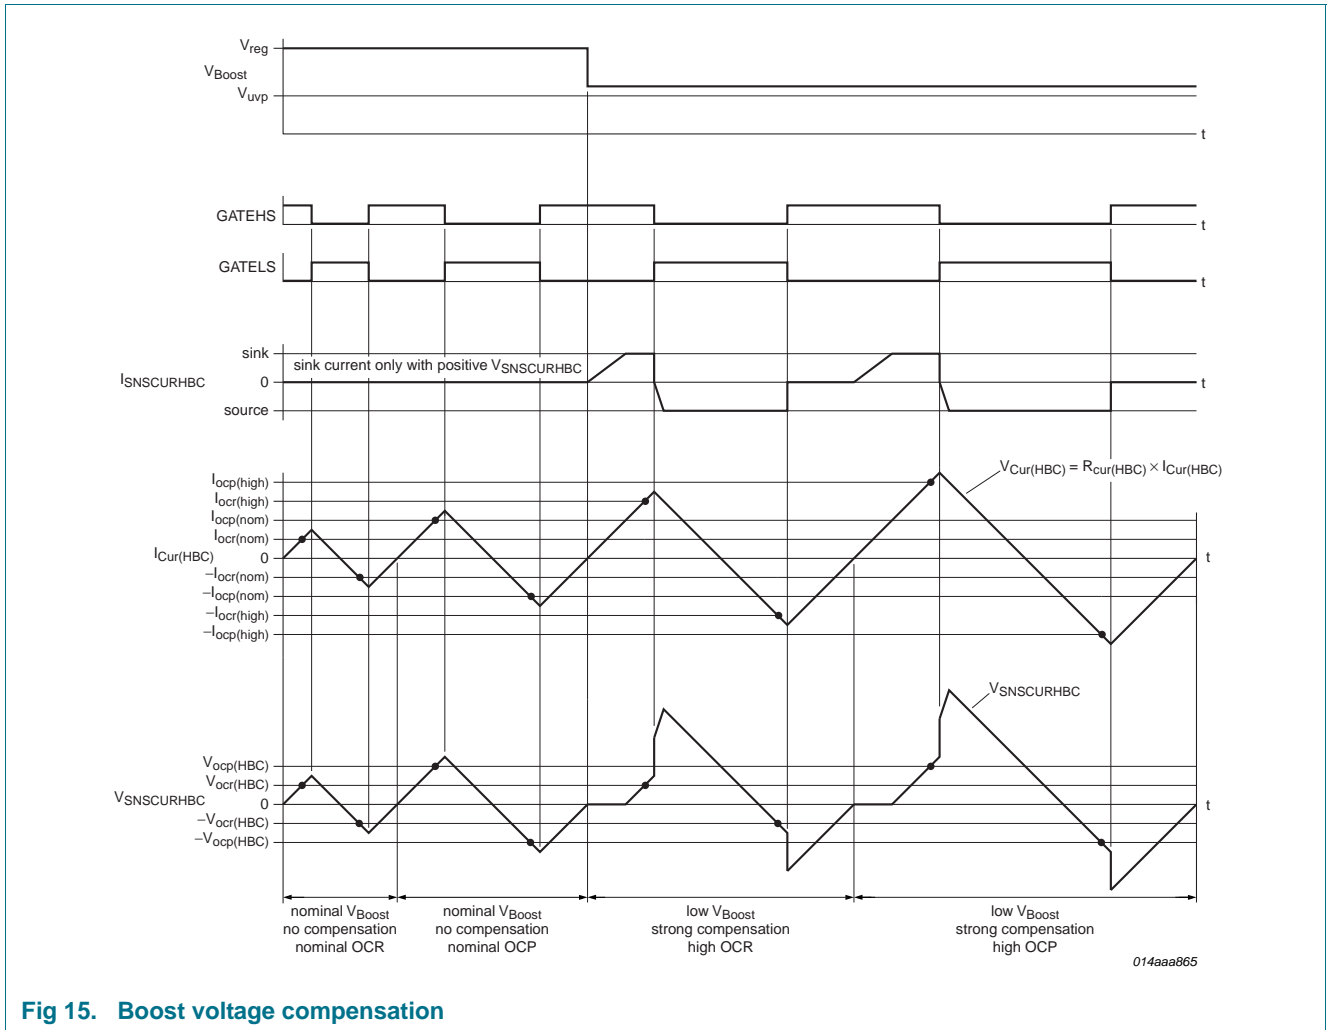 Vreg
VBoost
Vuvp
t
GATEHS
t
GATELS
t
sink
sink current only with positive VSNSCURHBC
ISNSCURHBC
0
t
source
VCur(HBC) = Rcur(HBC) × ICur(HBC)
Iocp(high)
Iocr(high)
Iocp(nom)
Iocr(nom)
ICur(HBC)
0
t
−Iocr(nom)
−Iocp(nom)
−Iocr(high)
−Iocp(high)
VSNSCURHBC
Vocp(HBC)
Vocr(HBC)
VSNSCURHBC
0
t
−Vocr(HBC)
−Vocp(HBC)
nominal VBoost
no compensation
nominal OCR
nominal VBoost
no compensation
nominal OCP
low VBoost
strong compensation
high OCR
low VBoost
strong compensation
high OCP
014aaa865
Fig 15. Boost voltage compensation